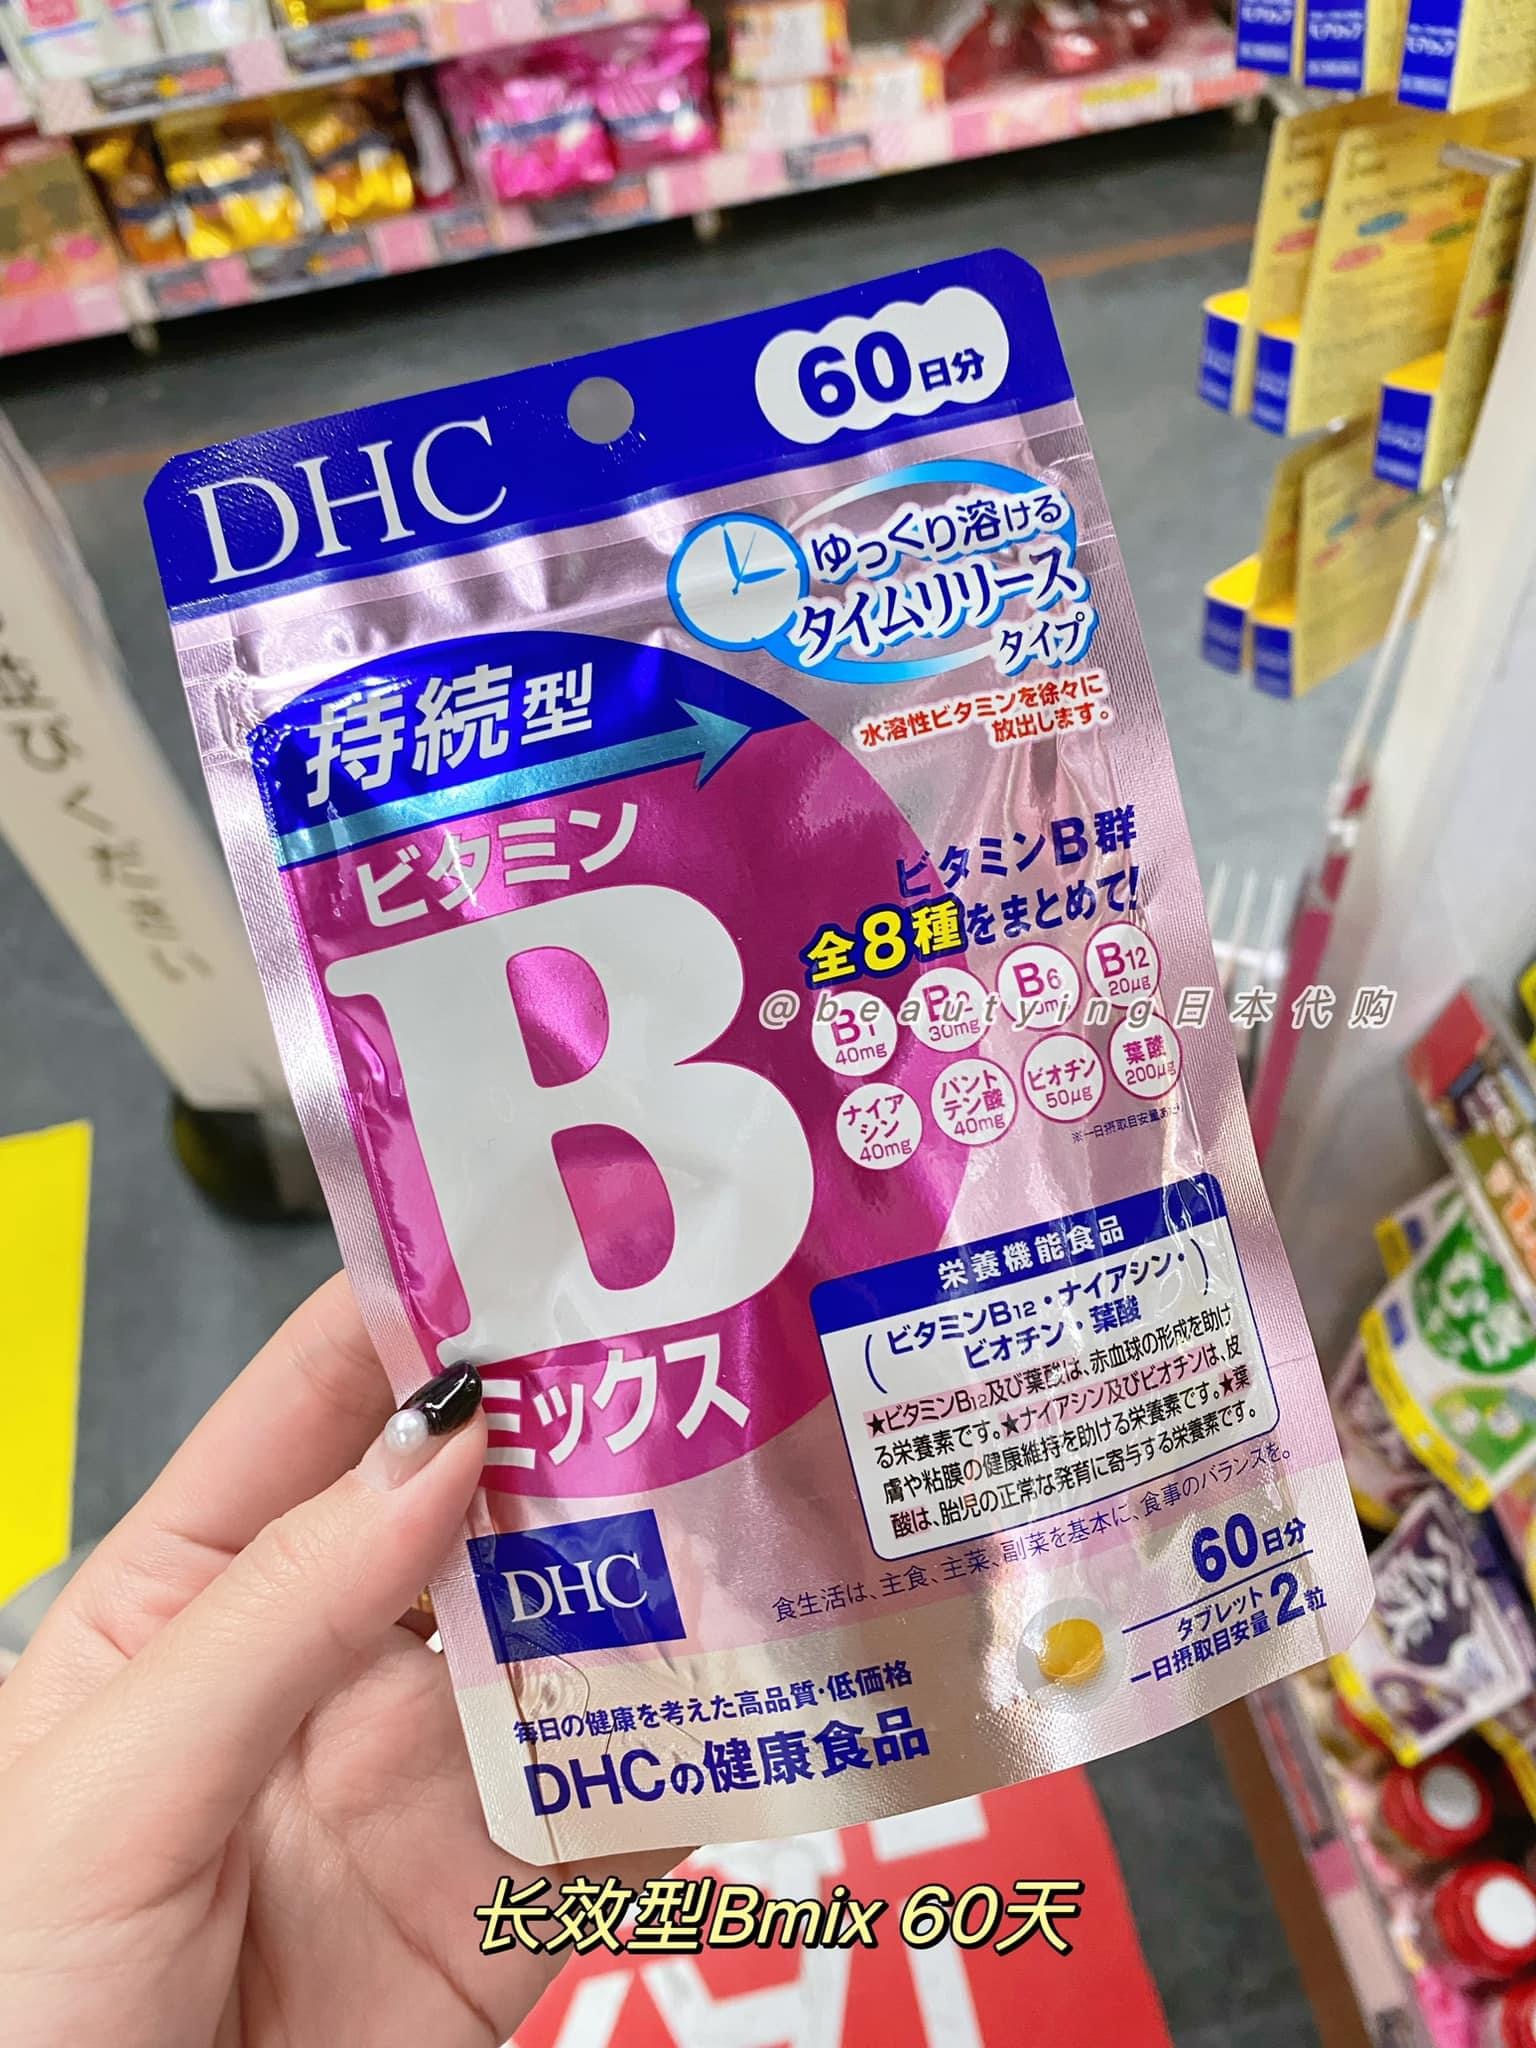 DHC
60日分
ゆっくり溶ける
タイムリリース
タイプ
水溶性ビタミンを徐々に
放出します。
持続型
ビタミン
B
ミックス
ビタミンB群
全8種をまとめて!
B1
40mg
B2
30mg
B6
B12
20μg
@beautying日本代购
ナイア
シン
40mg
パント
テン酸
40mg
ビオチン
50μg
葉酸
200μg
※一日摂取目安量あたり
栄養機能食品
(ビタミンB12・ナイアシン・
ビオチン・葉酸)
★ビタミンB12及び葉酸は、赤血球の形成を助け
る栄養素です。★ナイアシン及びビオチンは、皮
膚や粘膜の健康維持を助ける栄養素です。★葉
酸は、胎児の正常な発育に寄与する栄養素です。
食生活は、主食、主菜、副菜を基本に、食事のバランスを。
DHC
60日分
タブレット
一日摂取目安量2粒
毎日の健康を考えた高品質・低価格
DHCの健康食品
长效型Bmix 60天